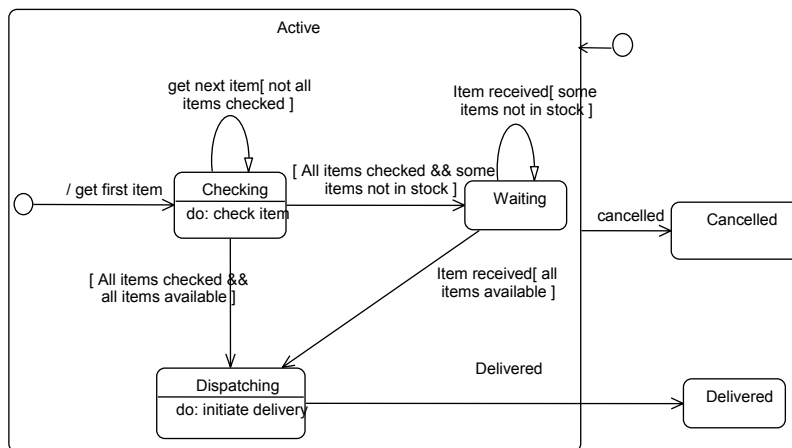 Active
get next item[ not all
items checked ]
Item received[ some
items not in stock ]
/ get first item
Checking
do: check item
[ All items checked && some
items not in stock ]
Waiting
cancelled
Cancelled
[ All items checked &&
all items available ]
Item received[ all
items available ]
Dispatching
do: initiate delivery
Delivered
Delivered